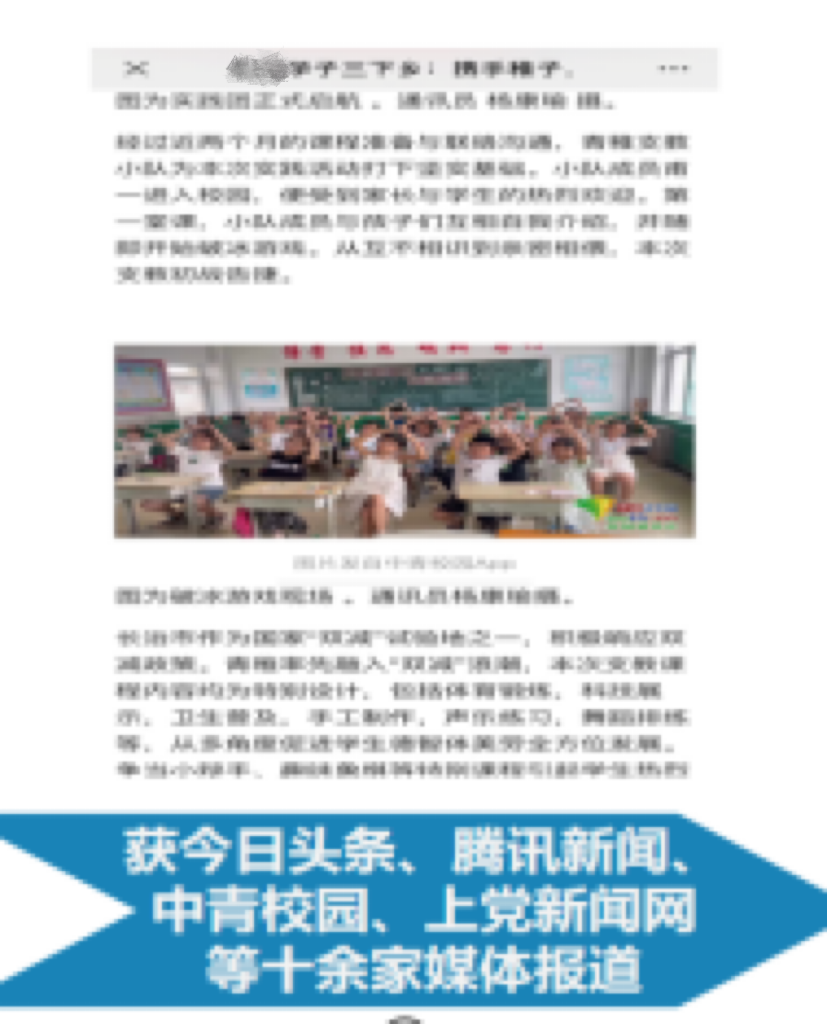 学子三下乡：携手稚子.
图为实践团正式启航 。通讯员
经过近两个月的课程准备与联络沟通，青稚支教
小队为本次实践活动打下坚实基础。小队成员甫
一进入校园，便受到家长与学生的热烈欢迎。第
一堂课，小队成员与孩子们互相自我介绍，并随
即开始破冰游戏。从互不相识到亲密相偎，本次
支教初战告捷。
图片发自中青校园App
图为破冰游戏现场 。通讯员
长治市作为国家“双减”试验地之一，积极响应双
减政策。青稚率先融入“双减”浪潮，本次支教课
程内容均为特别设计，包括体育锻炼，科技展
示，卫生普及，手工制作，声乐练习，舞蹈排练
等，从多角度促进学生德智体美劳全方位发展。
争当小
获今日头条、腾讯新闻、
中青校园、上党新闻网
等十余家媒体报道